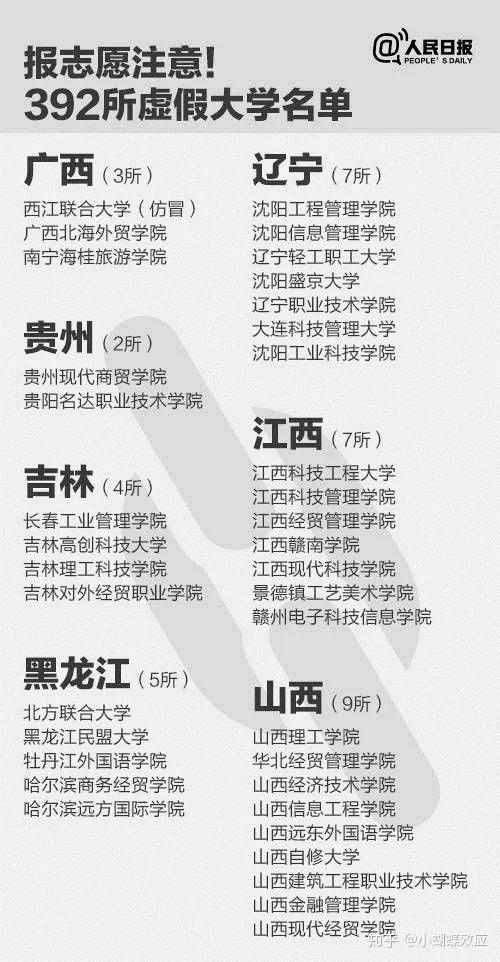 @人民日报
PEOPLE'S DAILY
报志愿注意!
392所虚假大学名单
广西（3所）
西江联合大学（仿冒）
广西北海外贸学院
南宁海桂旅游学院
贵州（2所）
贵州现代商贸学院
贵阳名达职业技术学院
吉林（4所）
长春工业管理学院
吉林高创科技大学
吉林理工科技学院
吉林对外经贸职业学院
黑龙江（5所）
北方联合大学
黑龙江民盟大学
牡丹江外国语学院
哈尔滨商务经贸学院
哈尔滨远方国际学院
辽宁（7所）
沈阳工程管理学院
沈阳信息管理学院
辽宁轻工职工大学
沈阳盛京大学
辽宁职业技术学院
大连科技管理大学
沈阳工业科技学院
江西（7所）
江西科技工程大学
江西科技管理学院
江西经贸管理学院
江西赣南学院
江西现代科技学院
景德镇工艺美术学院
赣州电子科技信息学院
山西（9所）
山西理工学院
华北经贸管理学院
山西经济技术学院
山西信息工程学院
山西远东外国语学院
山西自修大学
山西建筑工程职业技术学院
山西金融管理学院
山西现代经贸学院
知乎 @小蝴蝶效应